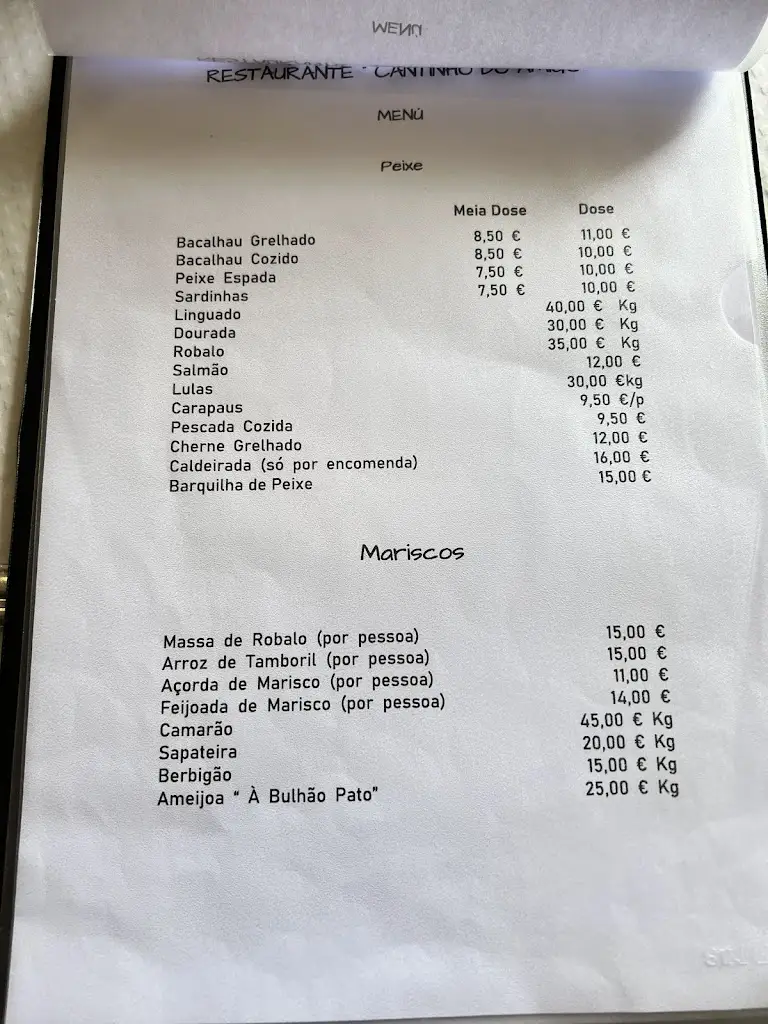 MENÚ
RESTAURANTE " CANTINHO DO AMIGO
MENÚ
Peixe
Meia Dose Dose
Bacalhau Grelhado 8,50 € 11,00 €
Bacalhau Cozido 8,50 € 10,00 €
Peixe Espada 7,50 € 10,00 €
Sardinhas 7,50 € 10,00 €
Linguado 40,00 € Kg
Dourada 30,00 € Kg
Robalo 35,00 € Kg
Salmão 12,00 €
Lulas 30,00 €kg
Carapaus 9,50 €/p
Pescada Cozida 9,50 €
Cherne Grelhado 12,00 €
Caldeirada (só por encomenda) 16,00 €
Barquilha de Peixe 15,00 €
Mariscos
Massa de Robalo (por pessoa) 15,00 €
Arroz de Tamboril (por pessoa) 15,00 €
Açorda de Marisco (por pessoa) 11,00 €
Feijoada de Marisco (por pessoa) 14,00 €
Camarão 45,00 € Kg
Sapateira 20,00 € Kg
Berbigão 15,00 € Kg
Ameijoa " À Bulhão Pato" 25,00 € Kg